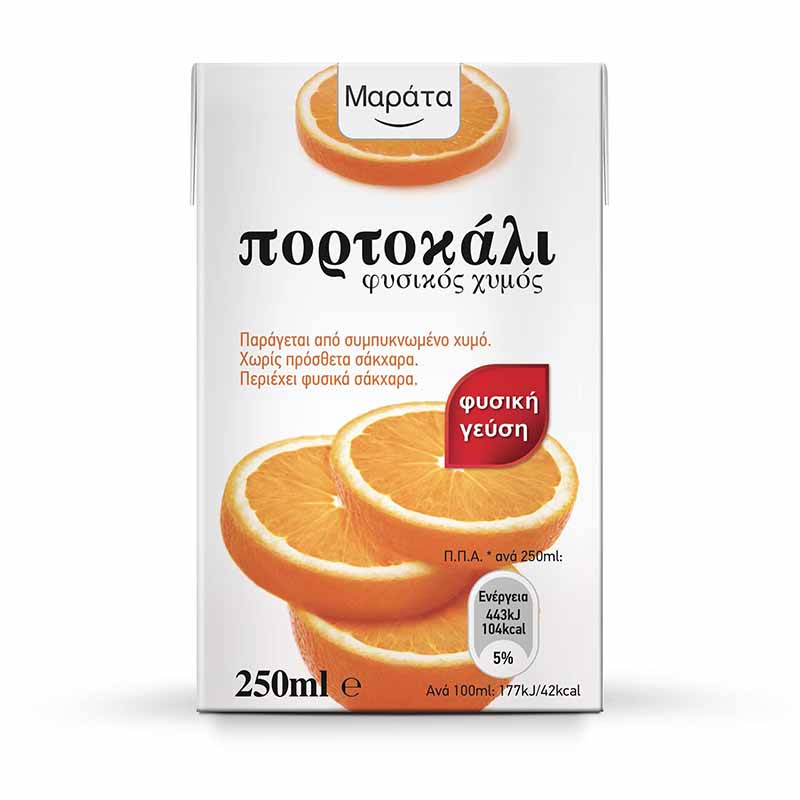 Μαράτα
πορτοκάλι
φυσικός χυμός
Παράγεται από συμπυκνωμένο χυμό.
Χωρίς πρόσθετα σάκχαρα.
Περιέχει φυσικά σάκχαρα.
φυσική
γεύση
Π.Π.Α. * ανά 250ml:
Ενέργεια
443kJ
104kcal
5%
250ml ℮
Ανά 100ml: 177kJ/42kcal